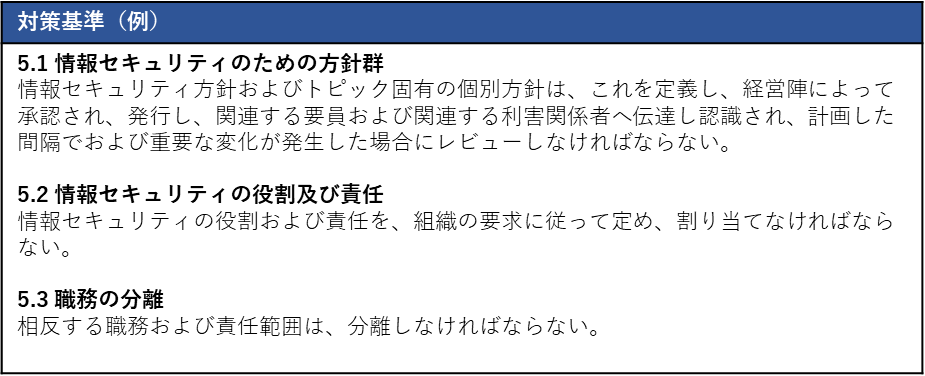 対策基準（例）
5.1 情報セキュリティのための方針群
情報セキュリティ方針およびトピック固有の個別方針は、これを定義し、経営陣によって
承認され、発行し、関連する要員および関連する利害関係者へ伝達し認識され、計画した
間隔でおよび重要な変化が発生した場合にレビューしなければならない。
5.2 情報セキュリティの役割及び責任
情報セキュリティの役割および責任を、組織の要求に従って定め、割り当てなければなら
ない。
5.3 職務の分離
相反する職務および責任範囲は、分離しなければならない。